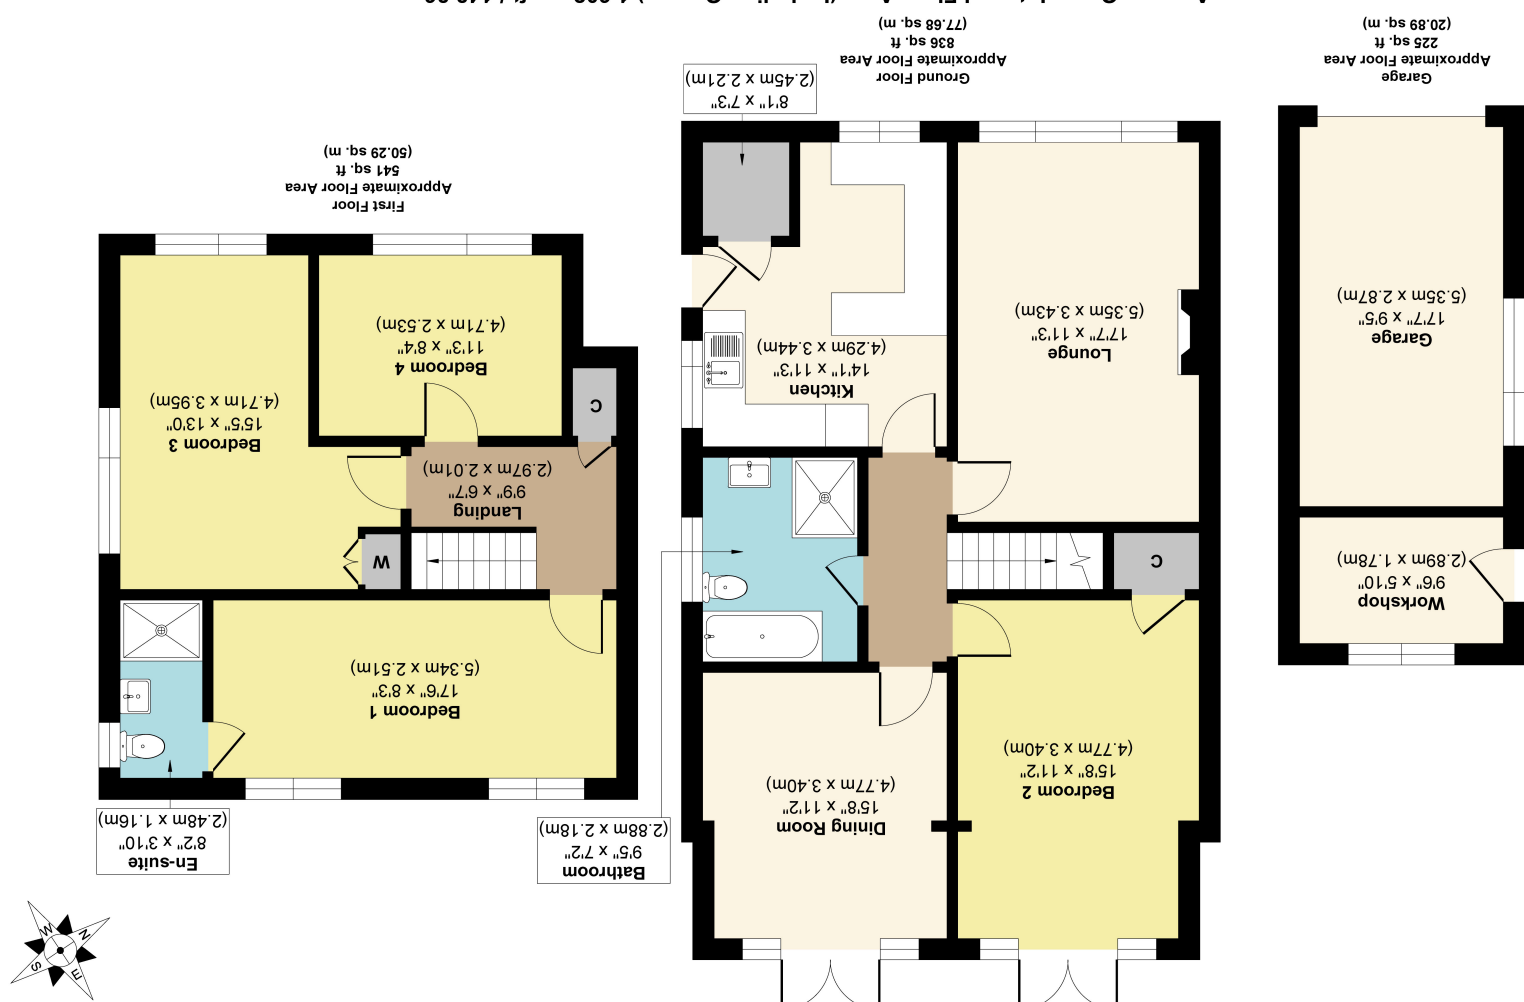 Garage
Approximate Floor Area
225 sq. ft
(20.89 sq. m)
Ground Floor
Approximate Floor Area
836 sq. ft
(77.68 sq. m)
First Floor
Approximate Floor Area
541 sq. ft
(50.29 sq. m)
Workshop
9'6" x 5'10"
(2.89m x 1.78m)
Garage
17'7" x 9'5"
(5.35m x 2.87m)
Bedroom 2
15'8" x 11'2"
(4.77m x 3.40m)
Dining Room
15'8" x 11'2"
(4.77m x 3.40m)
Bathroom
9'5" x 7'2"
(2.88m x 2.18m)
C
Lounge
17'7" x 11'3"
(5.35m x 3.43m)
Kitchen
14'1" x 11'3"
(4.29m x 3.44m)
8'1" x 7'3"
(2.45m x 2.21m)
En-suite
8'2" x 3'10"
(2.48m x 1.16m)
Bedroom 1
17'6" x 8'3"
(5.34m x 2.51m)
W
Landing
9'9" x 6'7"
(2.97m x 2.01m)
C
Bedroom 3
15'5" x 13'0"
(4.71m x 3.95m)
Bedroom 4
11'3" x 8'4"
(4.71m x 2.53m)
N
E
S
W